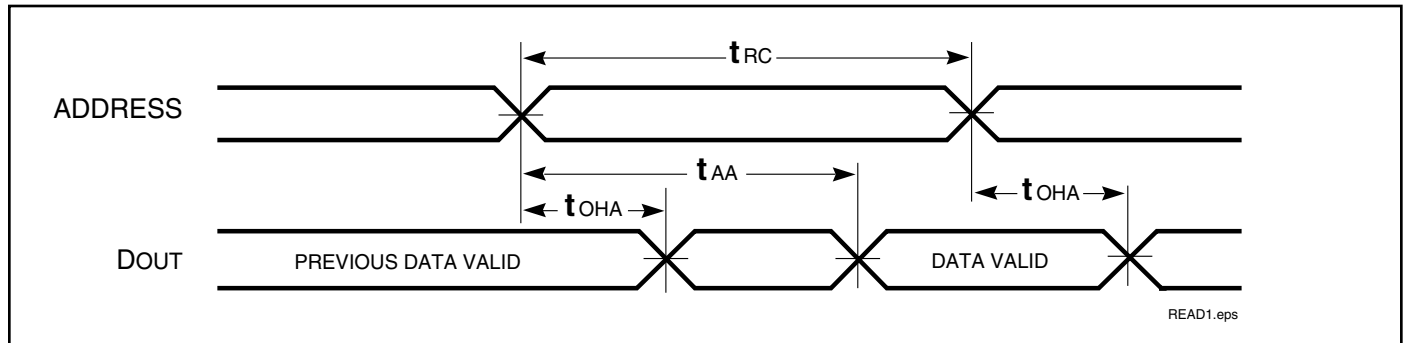 tRC
ADDRESS
tAA
tOHA
tOHA
DOUT
PREVIOUS DATA VALID
DATA VALID
READ1.eps